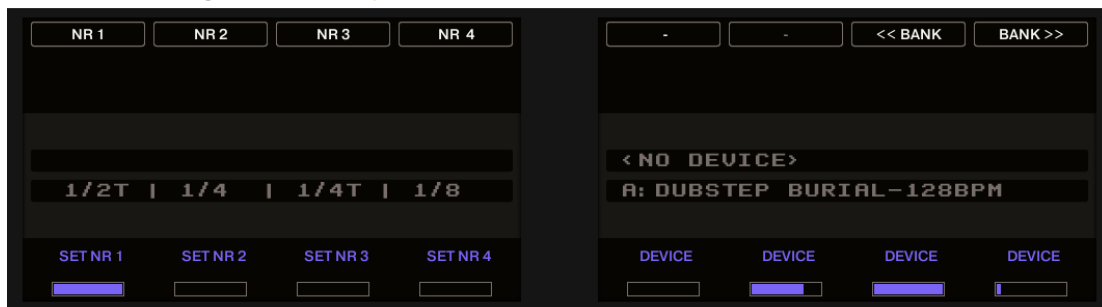 NR 1 NR 2 NR 3 NR 4
1/2T | 1/4 | 1/4T | 1/8
SET NR 1 SET NR 2 SET NR 3 SET NR 4
- - << BANK BANK >>
<NO DEVICE>
A: DUBSTEP BURIAL-128BPM
DEVICE DEVICE DEVICE DEVICE